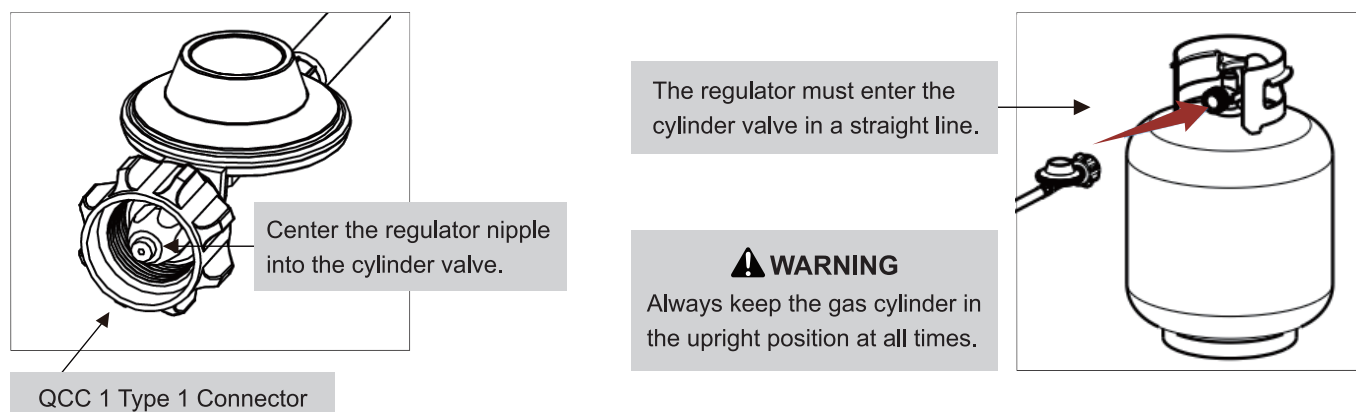 Center the regulator nipple
into the cylinder valve.
QCC 1 Type 1 Connector
The regulator must enter the
cylinder valve in a straight line.
WARNING
Always keep the gas cylinder in
the upright position at all times.